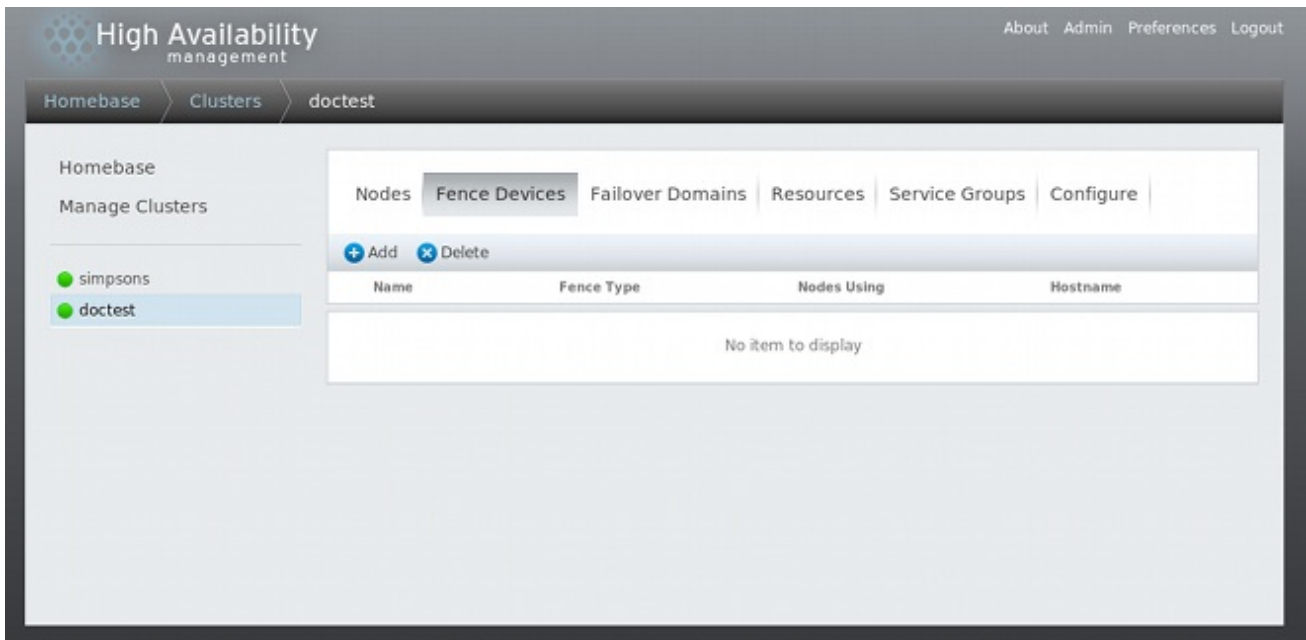 High Availability
management
About Admin Preferences Logout
Homebase Clusters doctest
Homebase
Manage Clusters
simpsons
doctest
Nodes Fence Devices Failover Domains Resources Service Groups Configure
Add Delete
Name Fence Type Nodes Using Hostname
No item to display